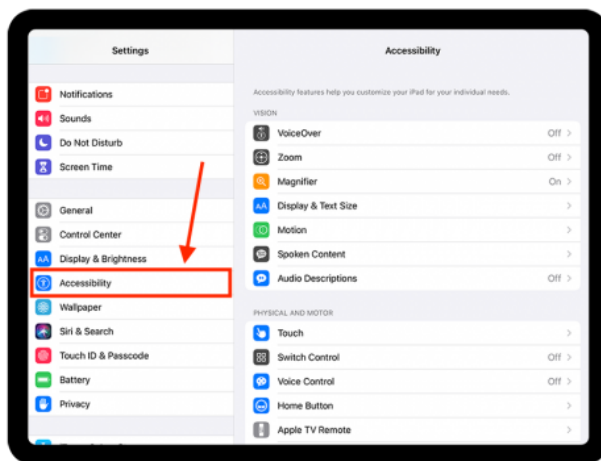 Settings
Notifications
Sounds
Do Not Disturb
Screen Time
General
Control Center
Display & Brightness
Accessibility
Wallpaper
Siri & Search
Touch ID & Passcode
Battery
Privacy
Accessibility
Accessibility features help you customize your iPad for your individual needs.
VISION
VoiceOver Off
Zoom Off
Magnifier On
Display & Text Size
Motion
Spoken Content
Audio Descriptions Off
PHYSICAL AND MOTOR
Touch
Switch Control Off
Voice Control Off
Home Button
Apple TV Remote